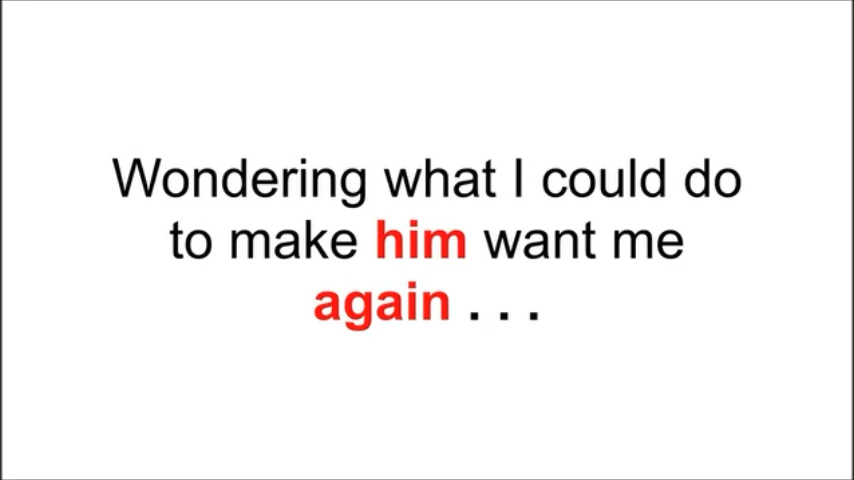 Wondering what I could do
to make him want me
again . . .